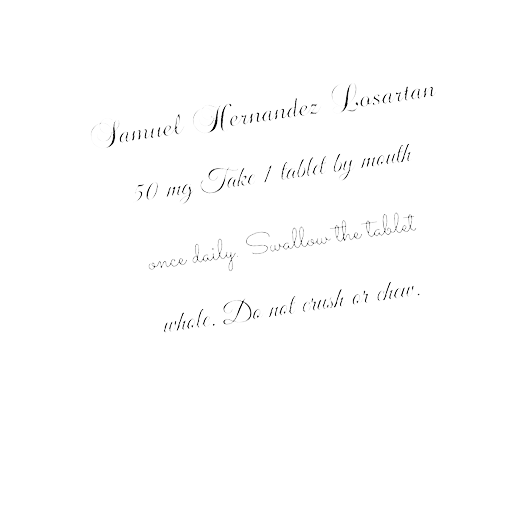 Samuel Hernandez Losartan
50 mg Take 1 tablet by mouth
once daily. Swallow the tablet
whole. Do not crush or chew.